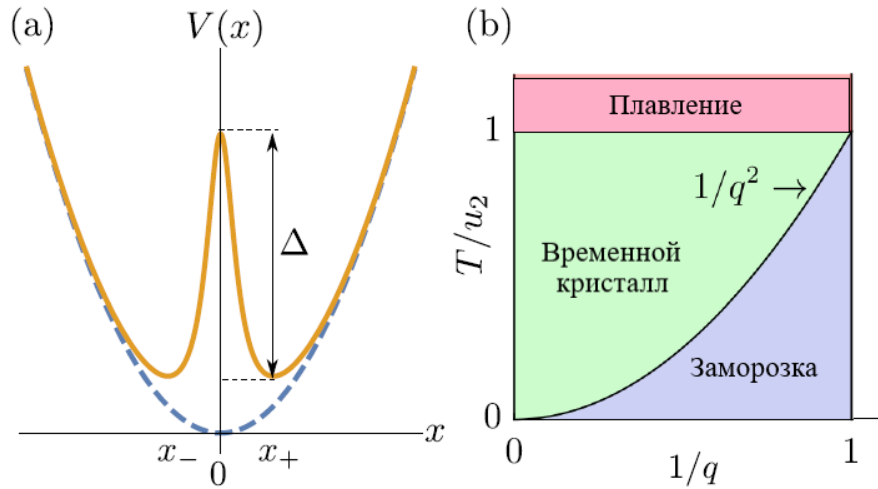 (a)
V(x)
Δ
x
x₋
0
x₊
(b)
Плавление
1
1/q² →
T/u₂
Временной
кристалл
Заморозка
0
0
1/q
1